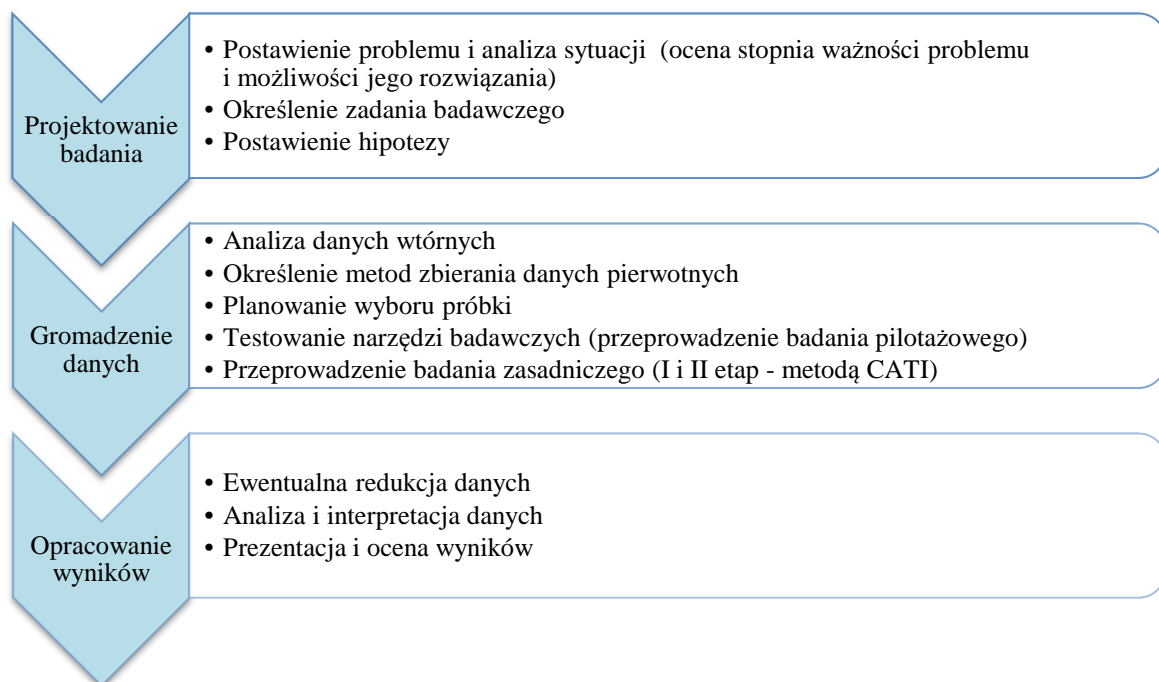 Projektowanie
badania
• Postawienie problemu i analiza sytuacji (ocena stopnia ważności problemu
i możliwości jego rozwiązania)
• Określenie zadania badawczego
• Postawienie hipotezy
Gromadzenie
danych
• Analiza danych wtórnych
• Określenie metod zbierania danych pierwotnych
• Planowanie wyboru próbki
• Testowanie narzędzi badawczych (przeprowadzenie badania pilotażowego)
• Przeprowadzenie badania zasadniczego (I i II etap - metodą CATI)
Opracowanie
wyników
• Ewentualna redukcja danych
• Analiza i interpretacja danych
• Prezentacja i ocena wyników